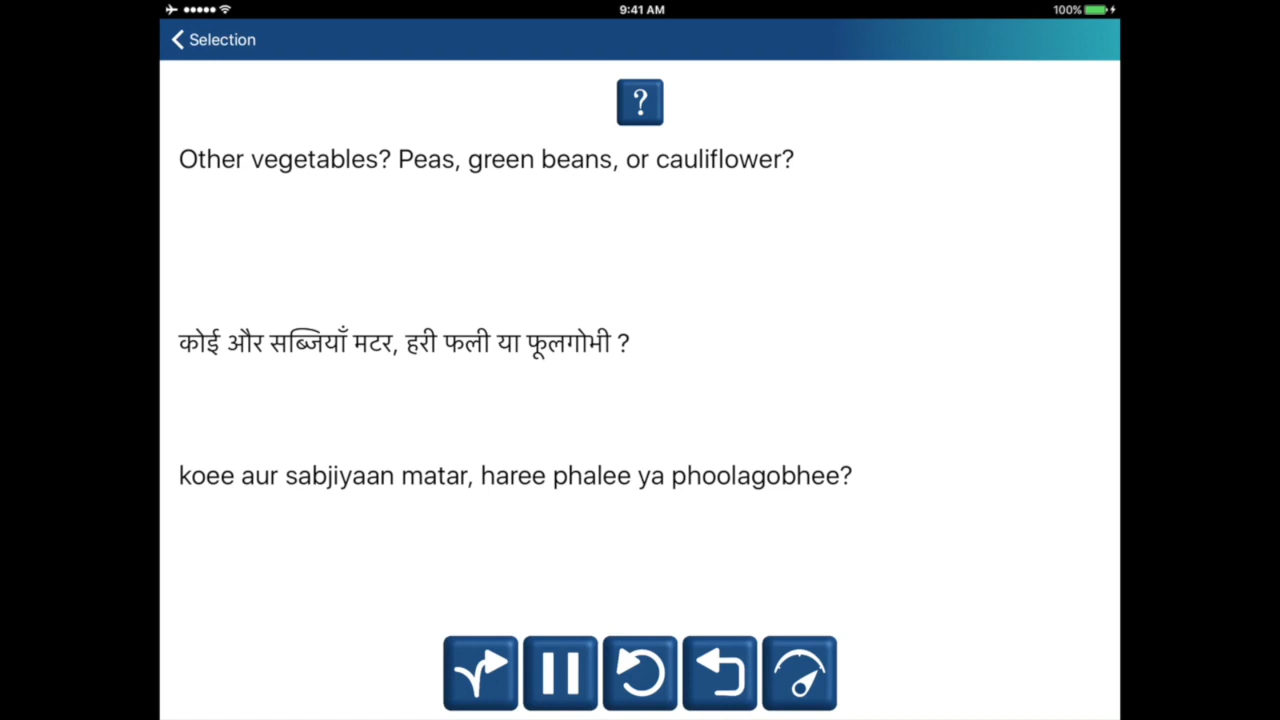 9:41 AM
100%
Selection
?
Other vegetables? Peas, green beans, or cauliflower?
कोई और सब्जियाँ मटर, हरी फली या फूलगोभी ?
koee aur sabjiyaan matar, haree phalee ya phoolagobhee?